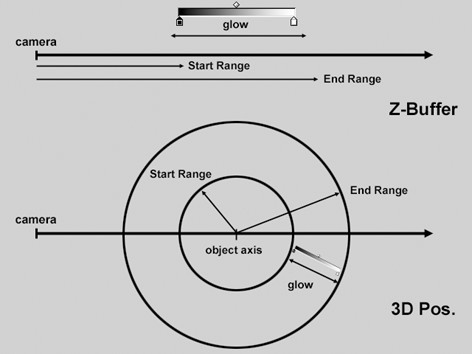 glow
camera
Start Range
End Range
Z-Buffer
Start Range
End Range
camera
object axis
glow
3D Pos.